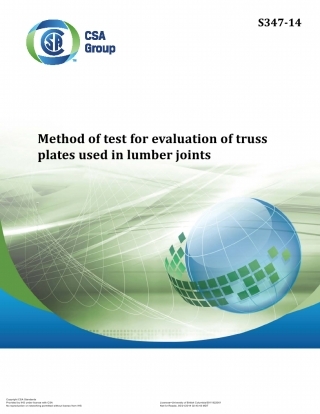 S347-14
CSA
Group
Method of test for evaluation of truss
plates used in lumber joints